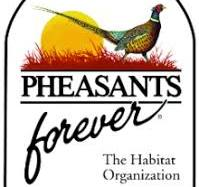 PHEASANTS
forever®
The Habitat
Organization